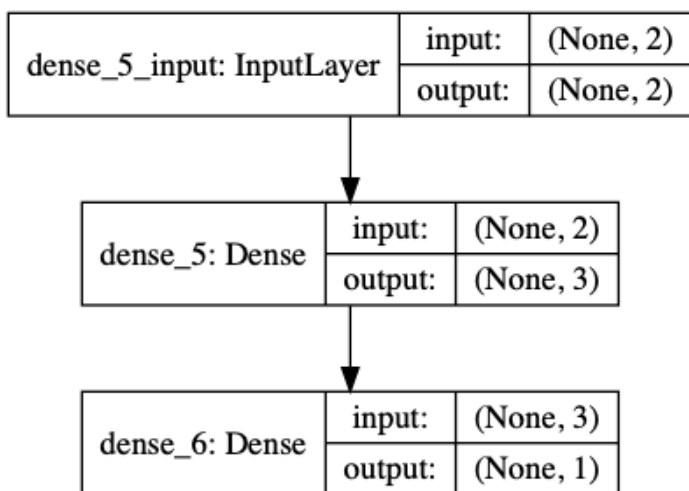 dense_5_input: InputLayer
input: (None, 2)
output: (None, 2)
dense_5: Dense
input: (None, 2)
output: (None, 3)
dense_6: Dense
input: (None, 3)
output: (None, 1)